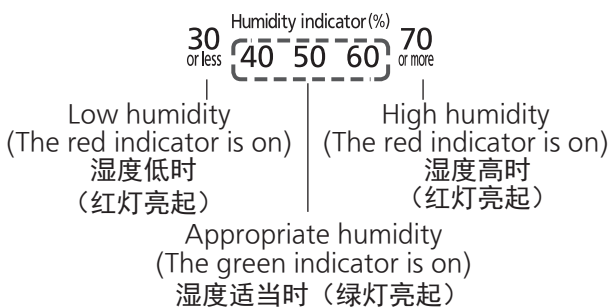 Humidity indicator(%)
30
or less
40 50 60
70
or more
Low humidity
(The red indicator is on)
湿度低时
（红灯亮起）
High humidity
(The red indicator is on)
湿度高时
（红灯亮起）
Appropriate humidity
(The green indicator is on)
湿度适当时（绿灯亮起）